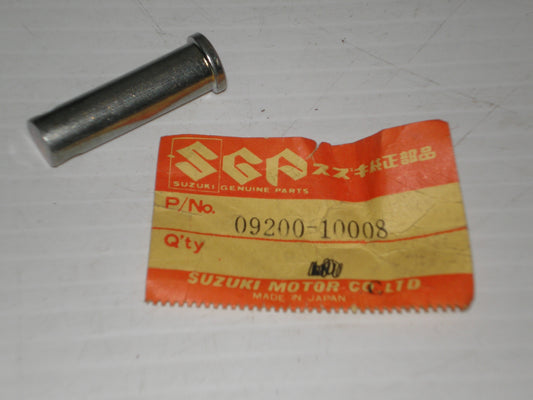 SGP スズキ純正部品
SUZUKI GENUINE PARTS
P/No. 09200-10008
Q'ty
SUZUKI MOTOR CO.,LTD
MADE IN JAPAN